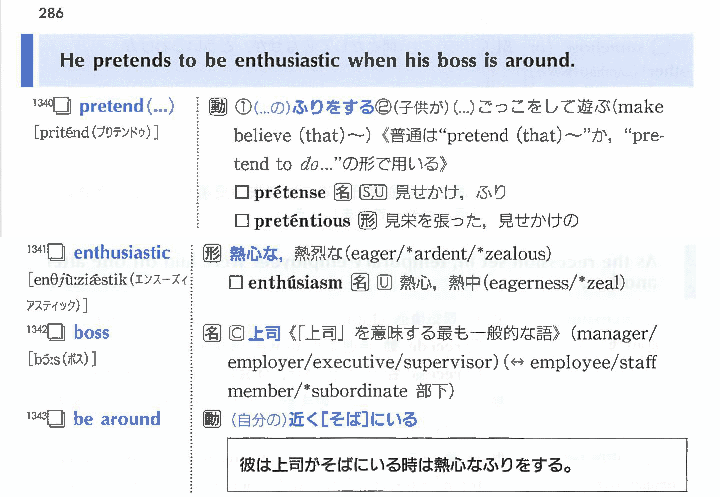 286
He pretends to be enthusiastic when his boss is around.
1340 pretend (...) 動 ①(...の)ふりをする②(子供が)(...)ごっこをして遊ぶ(make
[priténd(プリテンドゥ)] believe (that)~)《普通は"pretend (that)~"か, "pre-
tend to do..."の形で用いる》
□ préténse 名 S,U 見せかけ, ふり
□ preténtious 形 見栄を張った, 見せかけの
1341 enthusiastic 形 熱心な, 熱烈な(eager/*ardent/*zealous)
[enθjù:ziǽstik(エンスーズィ □ enthúsiasm 名 U 熱心, 熱中(eagerness/*zeal)
アスティック)]
1342 boss 名 C 上司《「上司」を意味する最も一般的な語》(manager/
[bɔ́:s(ボス)] employer/executive/supervisor)(↔ employee/staff
member/*subordinate 部下)
1343 be around 動 (自分の)近く[そば]にいる
彼は上司がそばにいる時は熱心なふりをする。